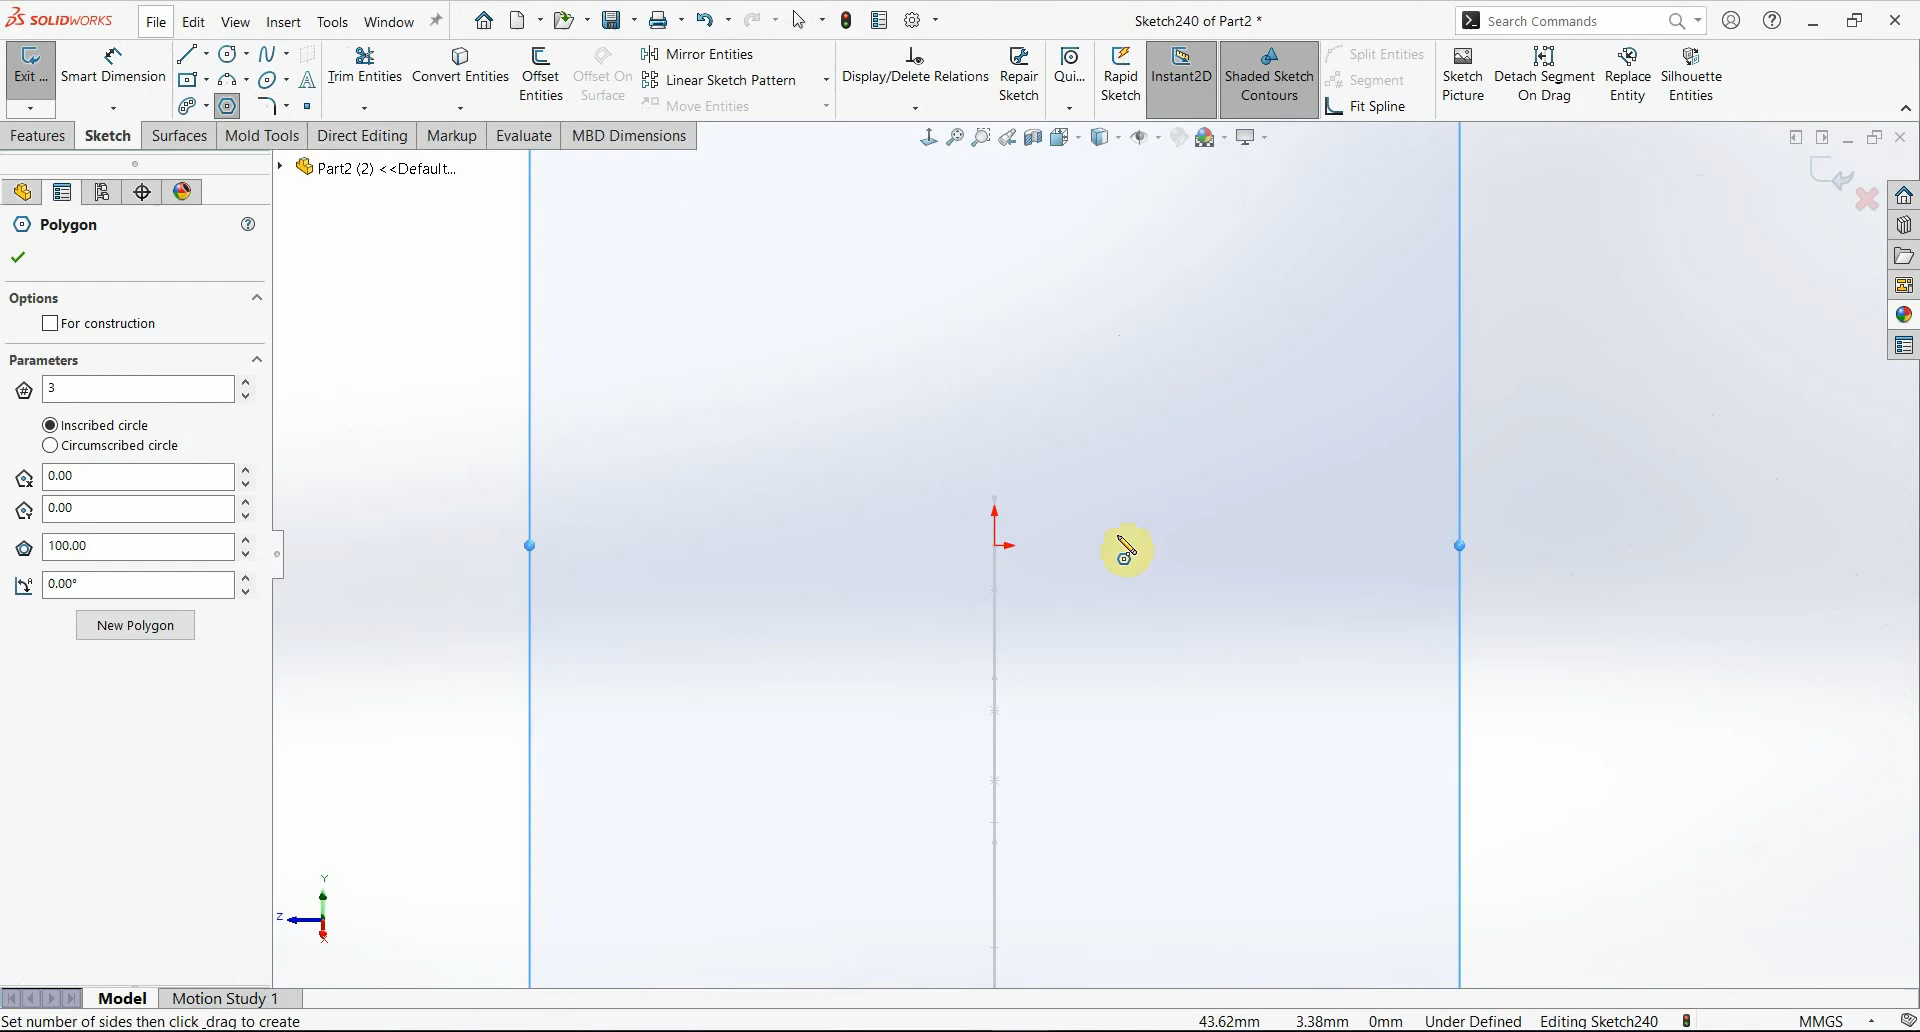 SOLIDWORKS File Edit View Insert Tools Window Sketch240 of Part2 * Search Commands
Exit ... Smart Dimension Trim Entities Convert Entities Offset Entities Offset On Surface Mirror Entities Linear Sketch Pattern Move Entities Display/Delete Relations Repair Sketch Qui... Rapid Sketch Instant2D Shaded Sketch Contours Split Entities Segment Fit Spline Sketch Picture Detach Segment On Drag Replace Entity Silhouette Entities
Features Sketch Surfaces Mold Tools Direct Editing Markup Evaluate MBD Dimensions
Part2 (2) <<Default...
Polygon
Options
For construction
Parameters
3
Inscribed circle
Circumscribed circle
0.00
0.00
100.00
0.00°
New Polygon
Y
Z
X
Model Motion Study 1
Set number of sides then click _drag to create 43.62mm 3.38mm 0mm Under Defined Editing Sketch240 MMGS